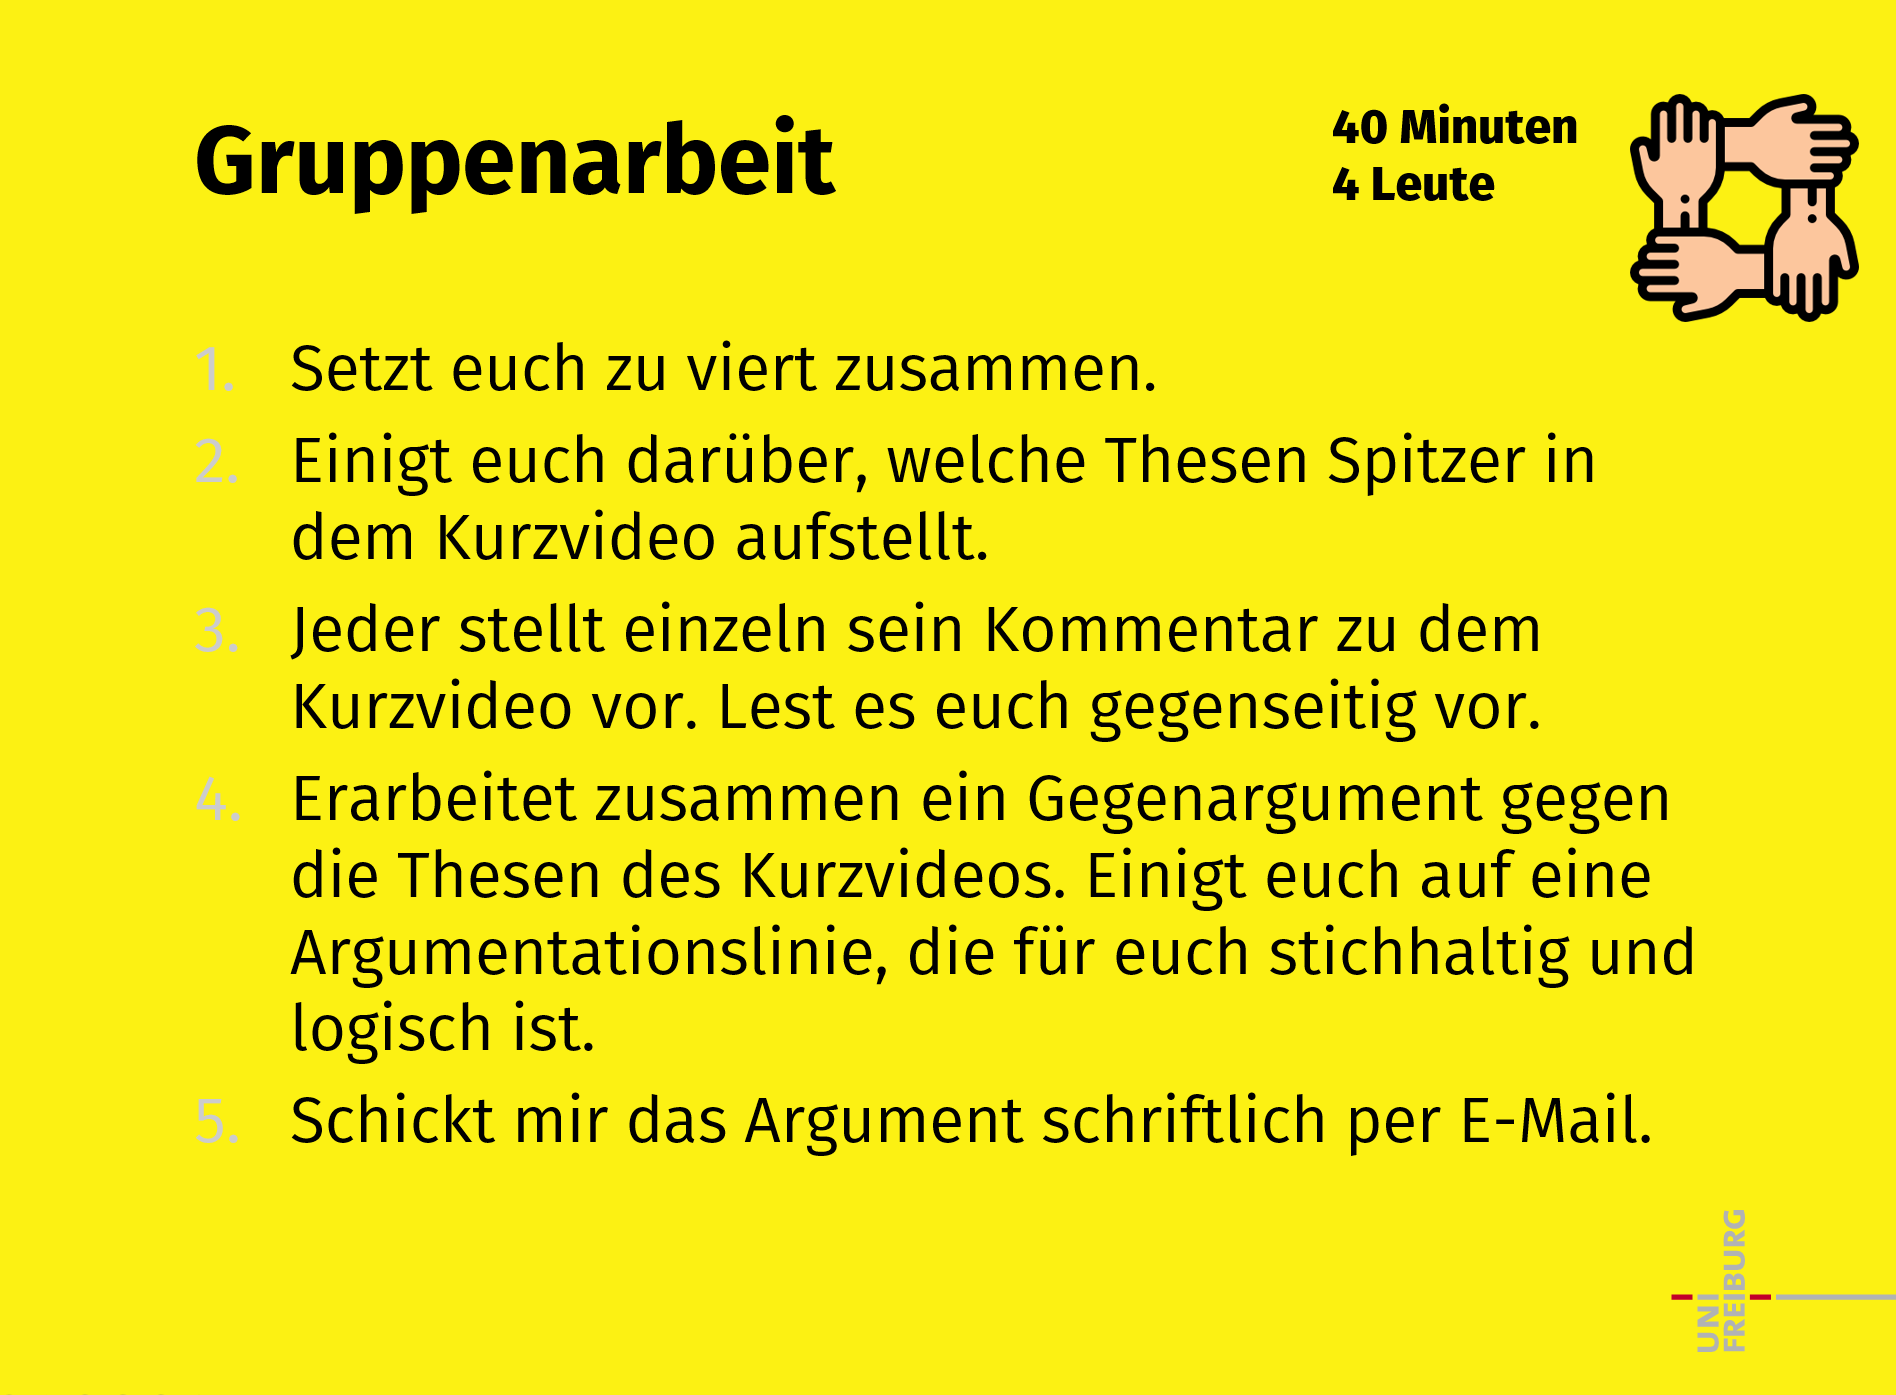 Gruppenarbeit
40 Minuten
4 Leute
1. Setzt euch zu viert zusammen.
2. Einigt euch darüber, welche Thesen Spitzer in
dem Kurzvideo aufstellt.
3. Jeder stellt einzeln sein Kommentar zu dem
Kurzvideo vor. Lest es euch gegenseitig vor.
4. Erarbeitet zusammen ein Gegenargument gegen
die Thesen des Kurzvideos. Einigt euch auf eine
Argumentationslinie, die für euch stichhaltig und
logisch ist.
5. Schickt mir das Argument schriftlich per E-Mail.
UNI
FREIBURG